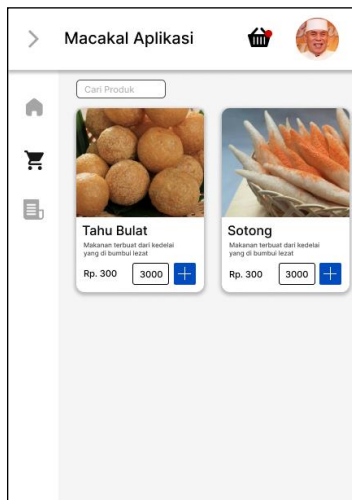 Macakal Aplikasi
Cari Produk
Tahu Bulat
Makanan terbuat dari kedelai
yang di bumbui lezat
Rp. 300 3000
Sotong
Makanan terbuat dari kedelai
yang di bumbui lezat
Rp. 300 3000